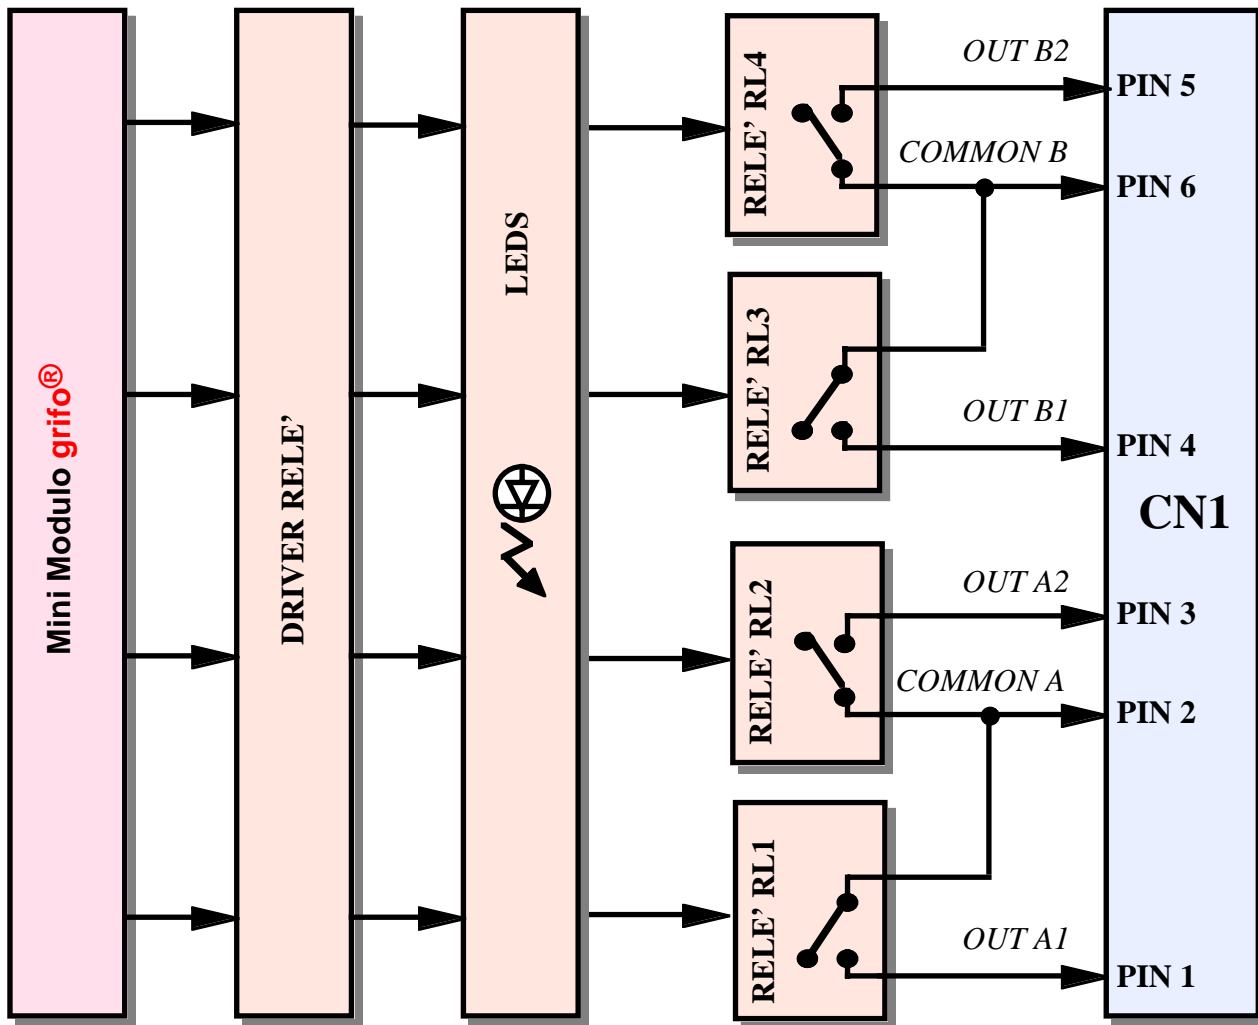 Mini Modulo grifo®
DRIVER RELE’
LEDS
RELE’ RL4
RELE’ RL3
RELE’ RL2
RELE’ RL1
OUT B2
COMMON B
OUT B1
OUT A2
COMMON A
OUT A1
PIN 5
PIN 6
PIN 4
CN1
PIN 3
PIN 2
PIN 1